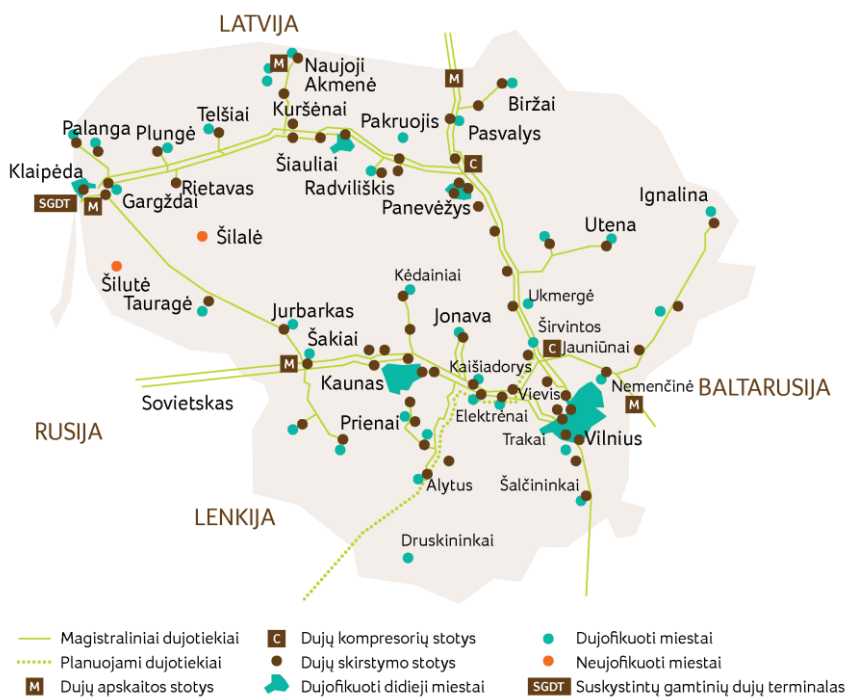 LATVIJA
M
Naujoji
Akmenė
M
Biržai
Kuršėnai
Telšiai
Pakruojis
Pasvalys
Palanga
Plungė
Šiauliai
C
Klaipėda
Rietavas
Radviliškis
SGDT
M
Gargždai
Panevėžys
Ignalina
Utena
Šilalė
Šilutė
Tauragė
Kėdainiai
Ukmergė
Jurbarkas
Jonava
Širvintos
Šakiai
C
Jauniūnai
M
Kaišiadorys
Kaunas
Vievis
Nemenčinė
BALTARUSIJA
Sovietskas
M
Elektrėnai
RUSIJA
Prienai
Trakai
Vilnius
Alytus
Šalčininkai
LENKIJA
Druskininkai
Magistraliniai dujotiekiai
Planuojami dujotiekiai
M Dujų apskaitos stotys
C Dujų kompresorių stotys
Dujų skirstymo stotys
Dujofikuoti didieji miestai
Dujofikuoti miestai
Neujofikuoti miestai
SGDT Suskystintų gamtinių dujų terminalas